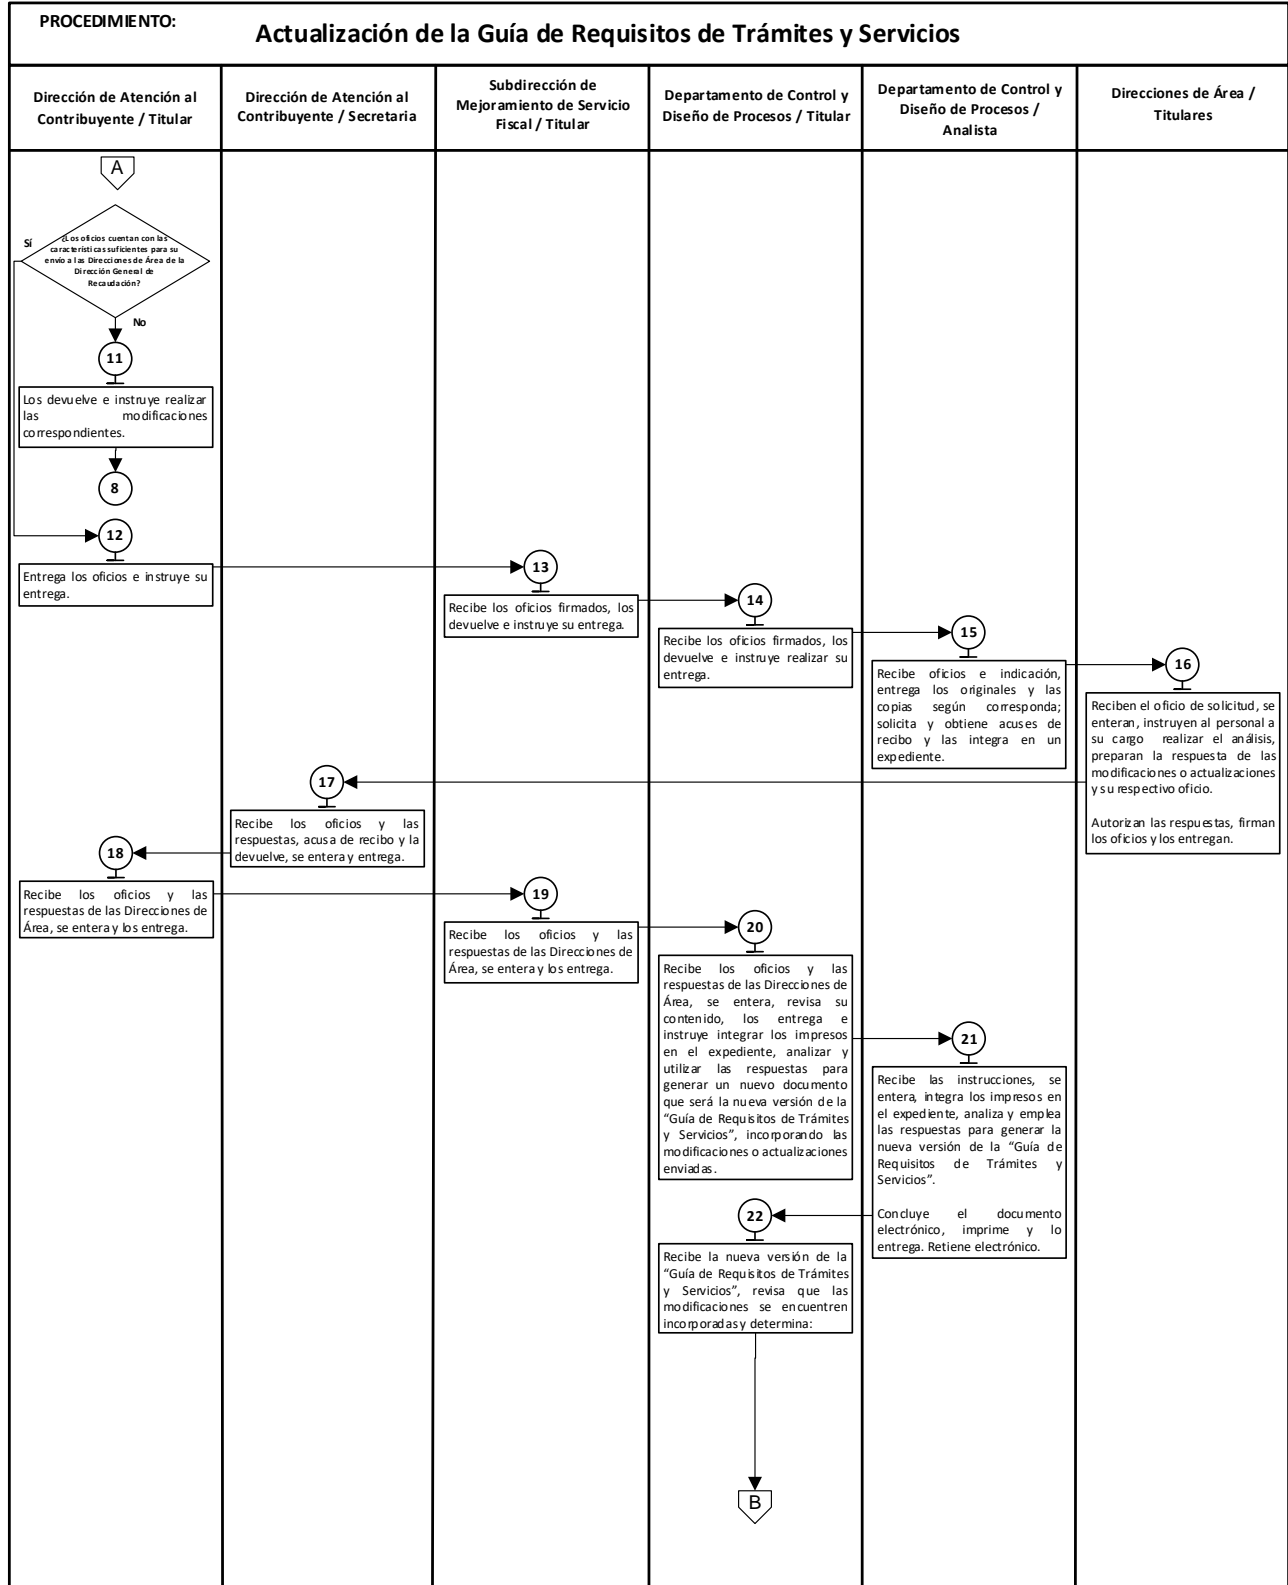 PROCEDIMIENTO:
Actualización de la Guía de Requisitos de Trámites y Servicios
Dirección de Atención al
Contribuyente / Titular
Dirección de Atención al
Contribuyente / Secretaria
Subdirección de
Mejoramiento de Servicio
Fiscal / Titular
Departamento de Control y
Diseño de Procesos / Titular
Departamento de Control y
Diseño de Procesos /
Analista
Direcciones de Área /
Titulares
A
Sí
¿Los oficios cuentan con las
características suficientes para su
envío a las Direcciones de Área de la
Dirección General de
Recaudación?
No
11
Los devuelve e instruye realizar
las modificaciones
correspondientes.
8
12
Entrega los oficios e instruye su
entrega.
13
Recibe los oficios firmados, los
devuelve e instruye su entrega.
14
Recibe los oficios firmados, los
devuelve e instruye realizar su
entrega.
15
Recibe oficios e indicación,
entrega los originales y las
copias según corresponda;
solicita y obtiene acuses de
recibo y las integra en un
expediente.
16
Reciben el oficio de solicitud, se
enteran, instruyen al personal a
su cargo realizar el análisis,
preparan la respuesta de las
modificaciones o actualizaciones
y su respectivo oficio.
Autorizan las respuestas, firman
los oficios y los entregan.
17
Recibe los oficios y las
respuestas, acusa de recibo y la
devuelve, se entera y entrega.
18
Recibe los oficios y las
respuestas de las Direcciones de
Área, se entera y los entrega.
19
Recibe los oficios y las
respuestas de las Direcciones de
Área, se entera y los entrega.
20
Recibe los oficios y las
respuestas de las Direcciones de
Área, se entera, revisa su
contenido, los entrega e
instruye integrar los impresos
en el expediente, analizar y
utilizar las respuestas para
generar un nuevo documento
que será la nueva versión de la
“Guía de Requisitos de Trámites
y Servicios”, incorporando las
modificaciones o actualizaciones
enviadas.
21
Recibe las instrucciones, se
entera, integra los impresos en
el expediente, analiza y emplea
las respuestas para generar la
nueva versión de la “Guía de
Requisitos de Trámites y
Servicios”.
Concluye el documento
electrónico, imprime y lo
entrega. Retiene electrónico.
22
Recibe la nueva versión de la
“Guía de Requisitos de Trámites
y Servicios”, revisa que las
modificaciones se encuentren
incorporadas y determina:
B